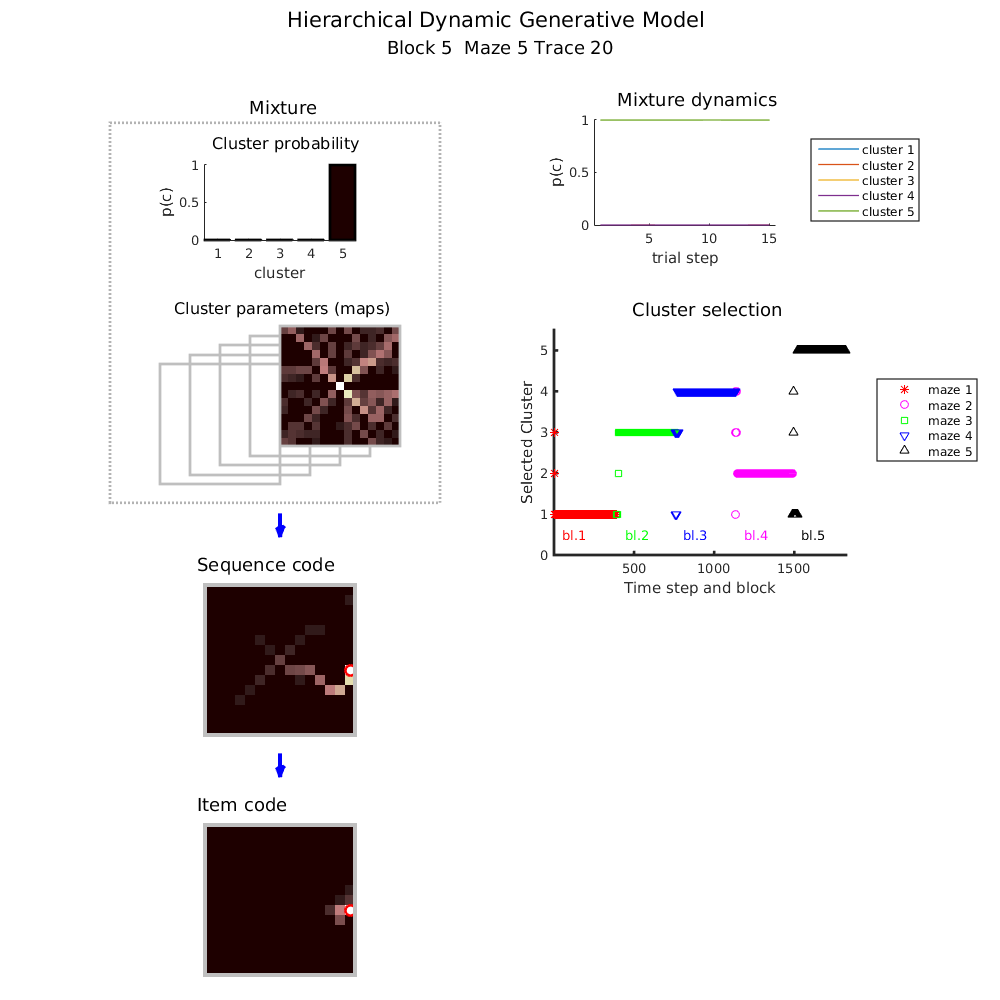 Hierarchical Dynamic Generative Model
Block 5  Maze 5 Trace 20
Mixture
Cluster probability
1
0.5
0
p(c)
1 2 3 4 5
cluster
Cluster parameters (maps)
Sequence code
Item code
Mixture dynamics
1
0.5
0
p(c)
5 10 15
trial step
cluster 1
cluster 2
cluster 3
cluster 4
cluster 5
Cluster selection
5
4
3
2
1
0
Selected Cluster
bl.1 bl.2 bl.3 bl.4 bl.5
500 1000 1500
Time step and block
maze 1
maze 2
maze 3
maze 4
maze 5